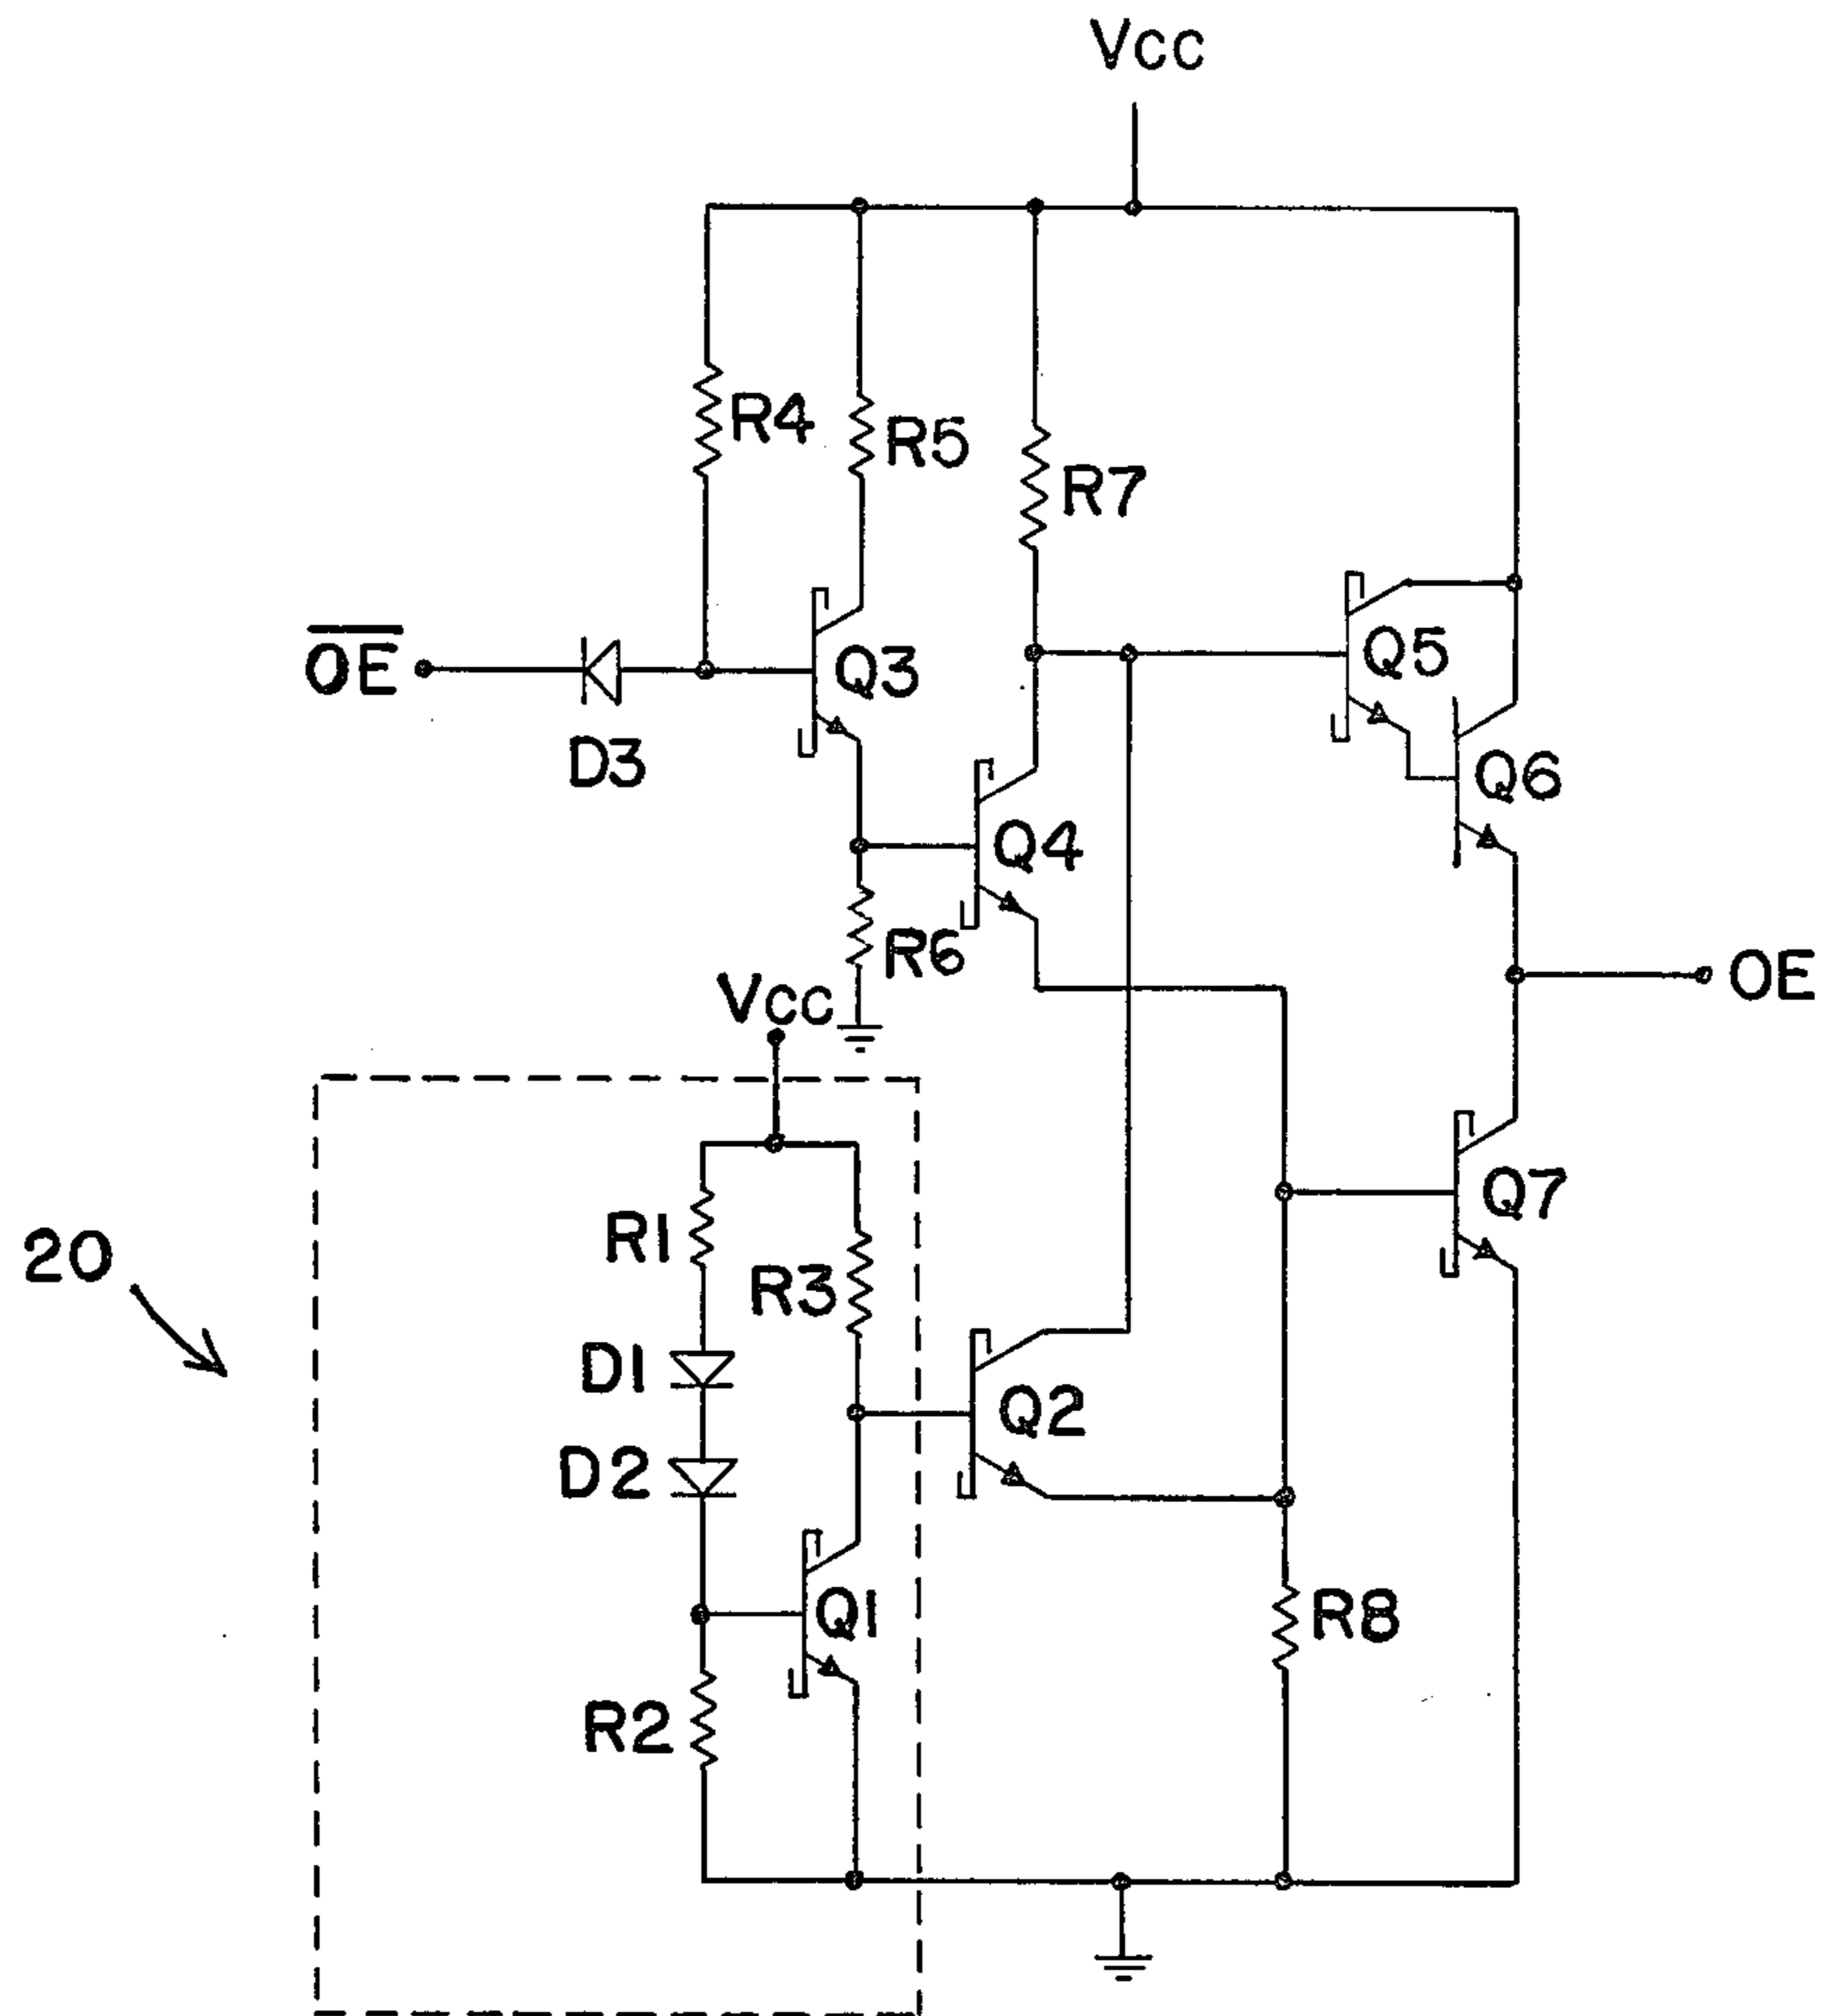 Vcc
R4
R5
R7
O̅E̅
D3
Q3
Q5
Q6
Q4
R6
Vcc
OE
20
R1
R3
Q7
D1
Q2
D2
Q1
R8
R2